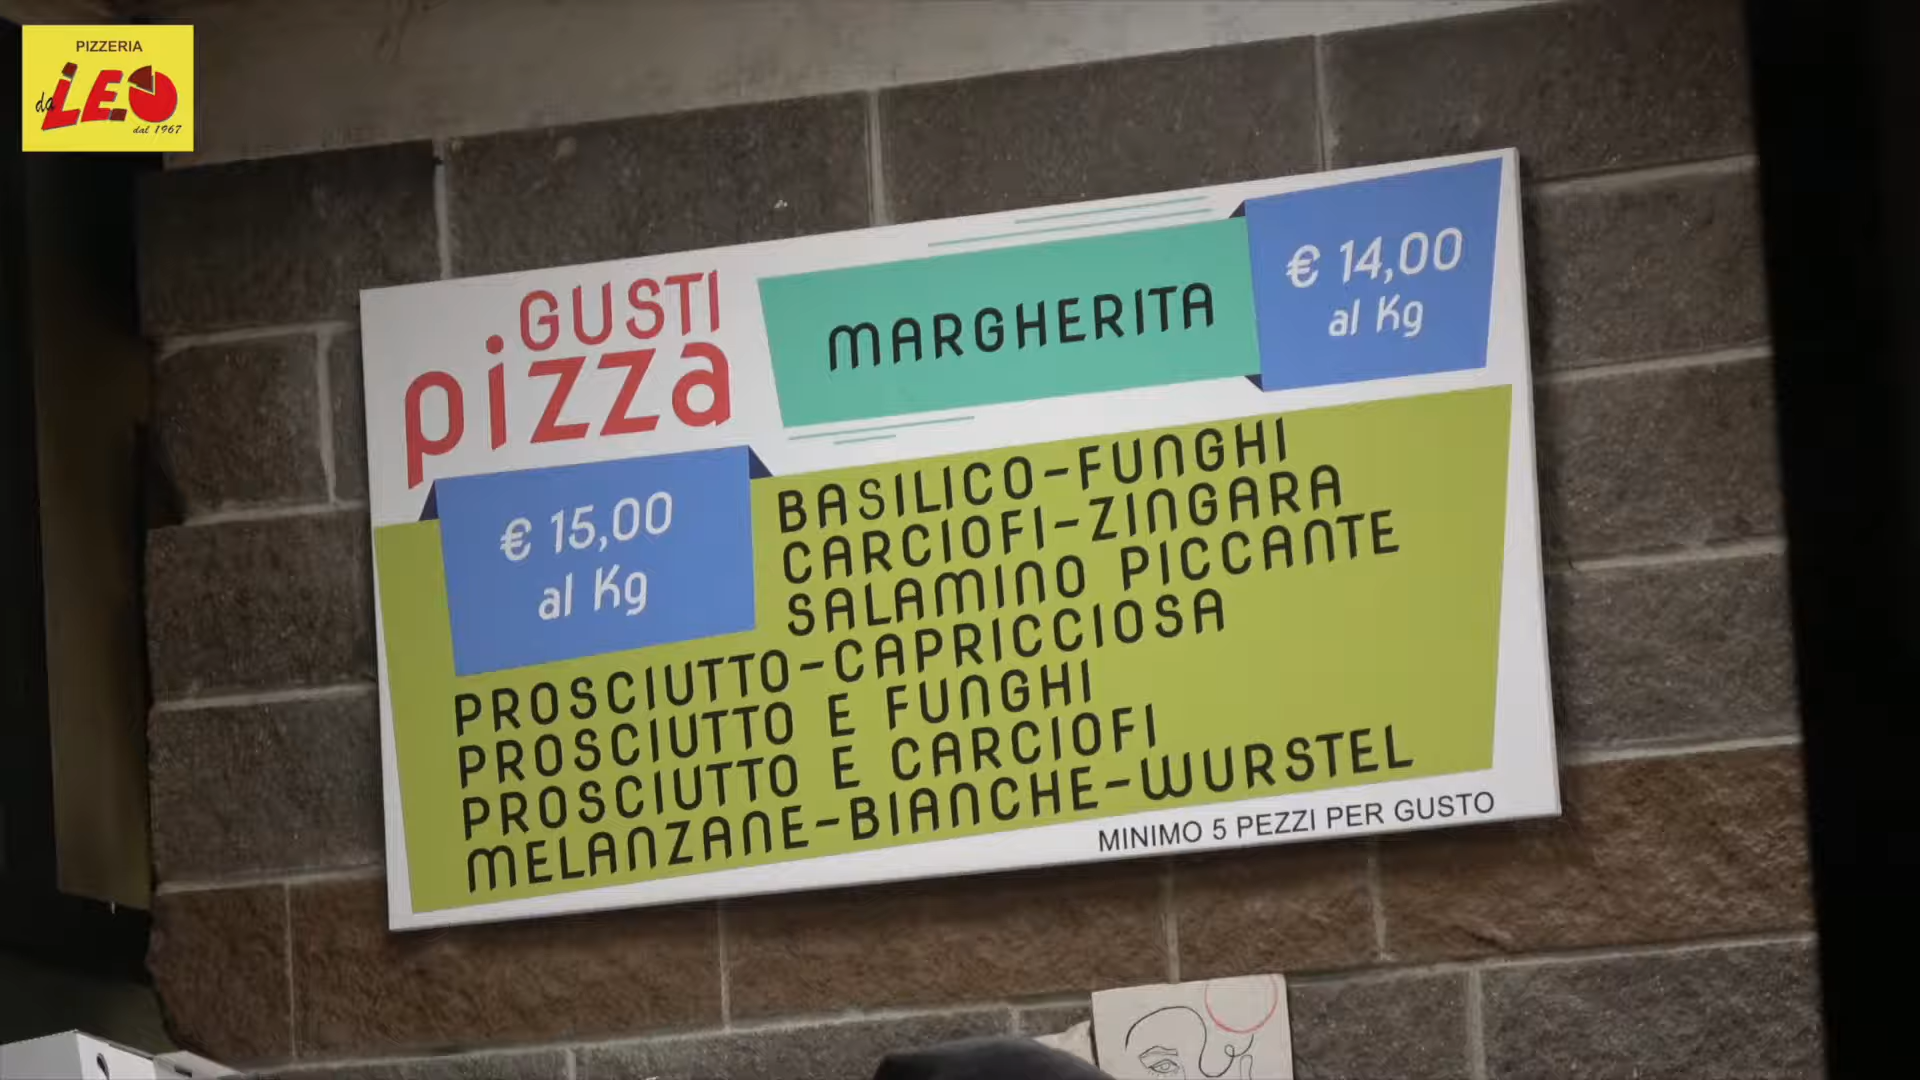 PIZZERIA
da LEO
dal 1967
GUSTI
pizza
MARGHERITA
€ 14,00
al Kg
€ 15,00
al Kg
BASILICO-FUNGHI
CARCIOFI-ZINGARA
SALAMINO PICCANTE
PROSCIUTTO-CAPRICCIOSA
PROSCIUTTO E FUNGHI
PROSCIUTTO E CARCIOFI
MELANZANE-BIANCHE-WURSTEL
MINIMO 5 PEZZI PER GUSTO